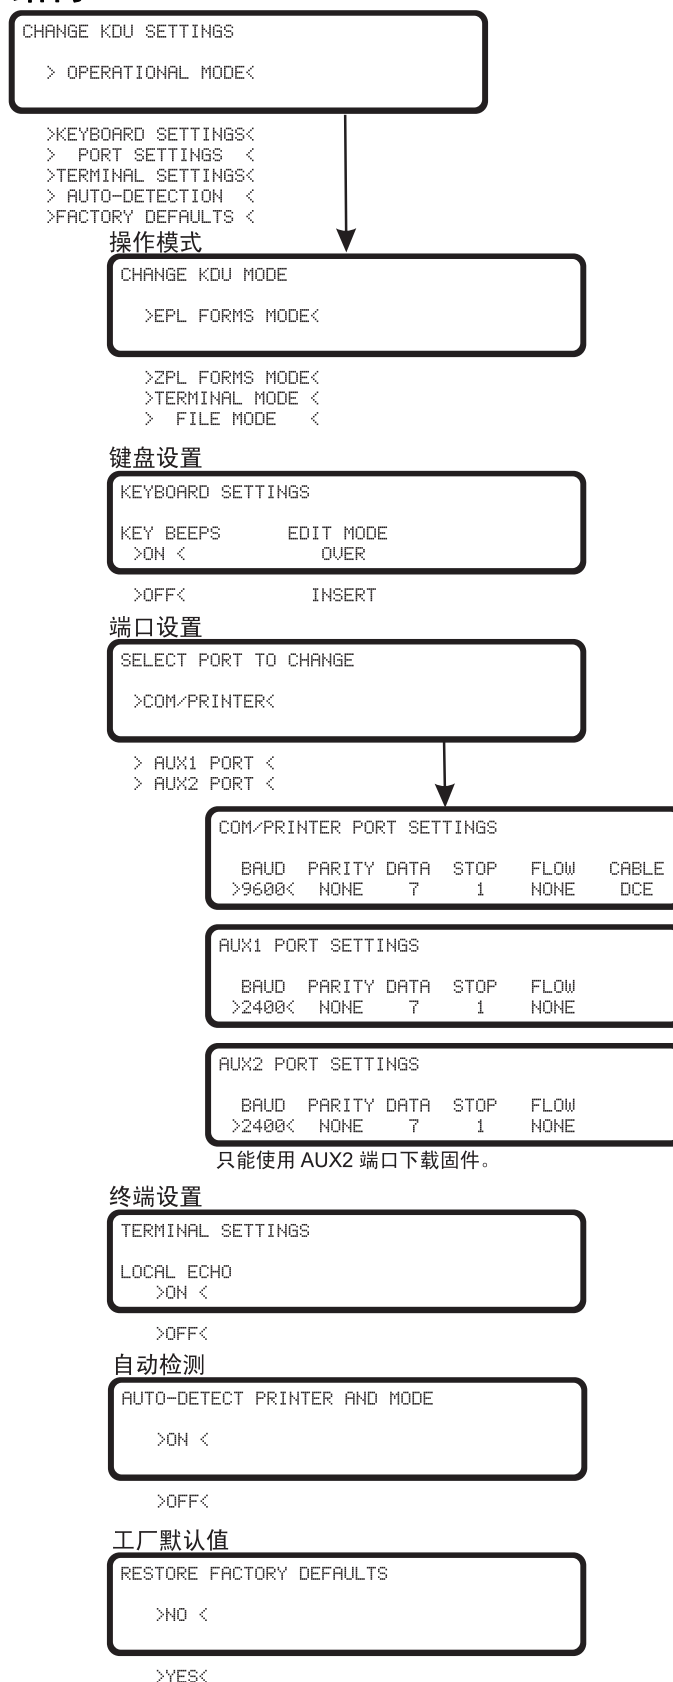 CHANGE KDU SETTINGS
> OPERATIONAL MODE<
>KEYBOARD SETTINGS<
> PORT SETTINGS <
>TERMINAL SETTINGS<
> AUTO-DETECTION <
>FACTORY DEFAULTS <
操作模式
CHANGE KDU MODE
>EPL FORMS MODE<
>ZPL FORMS MODE<
>TERMINAL MODE <
> FILE MODE <
键盘设置
KEYBOARD SETTINGS
KEY BEEPS EDIT MODE
>ON < OVER
>OFF< INSERT
端口设置
SELECT PORT TO CHANGE
>COM/PRINTER<
> AUX1 PORT <
> AUX2 PORT <
COM/PRINTER PORT SETTINGS
BAUD PARITY DATA STOP FLOW CABLE
>9600< NONE 7 1 NONE DCE
AUX1 PORT SETTINGS
BAUD PARITY DATA STOP FLOW
>2400< NONE 7 1 NONE
AUX2 PORT SETTINGS
BAUD PARITY DATA STOP FLOW
>2400< NONE 7 1 NONE
只能使用 AUX2 端口下载固件。
终端设置
TERMINAL SETTINGS
LOCAL ECHO
>ON <
>OFF<
自动检测
AUTO-DETECT PRINTER AND MODE
>ON <
>OFF<
工厂默认值
RESTORE FACTORY DEFAULTS
>NO <
>YES<